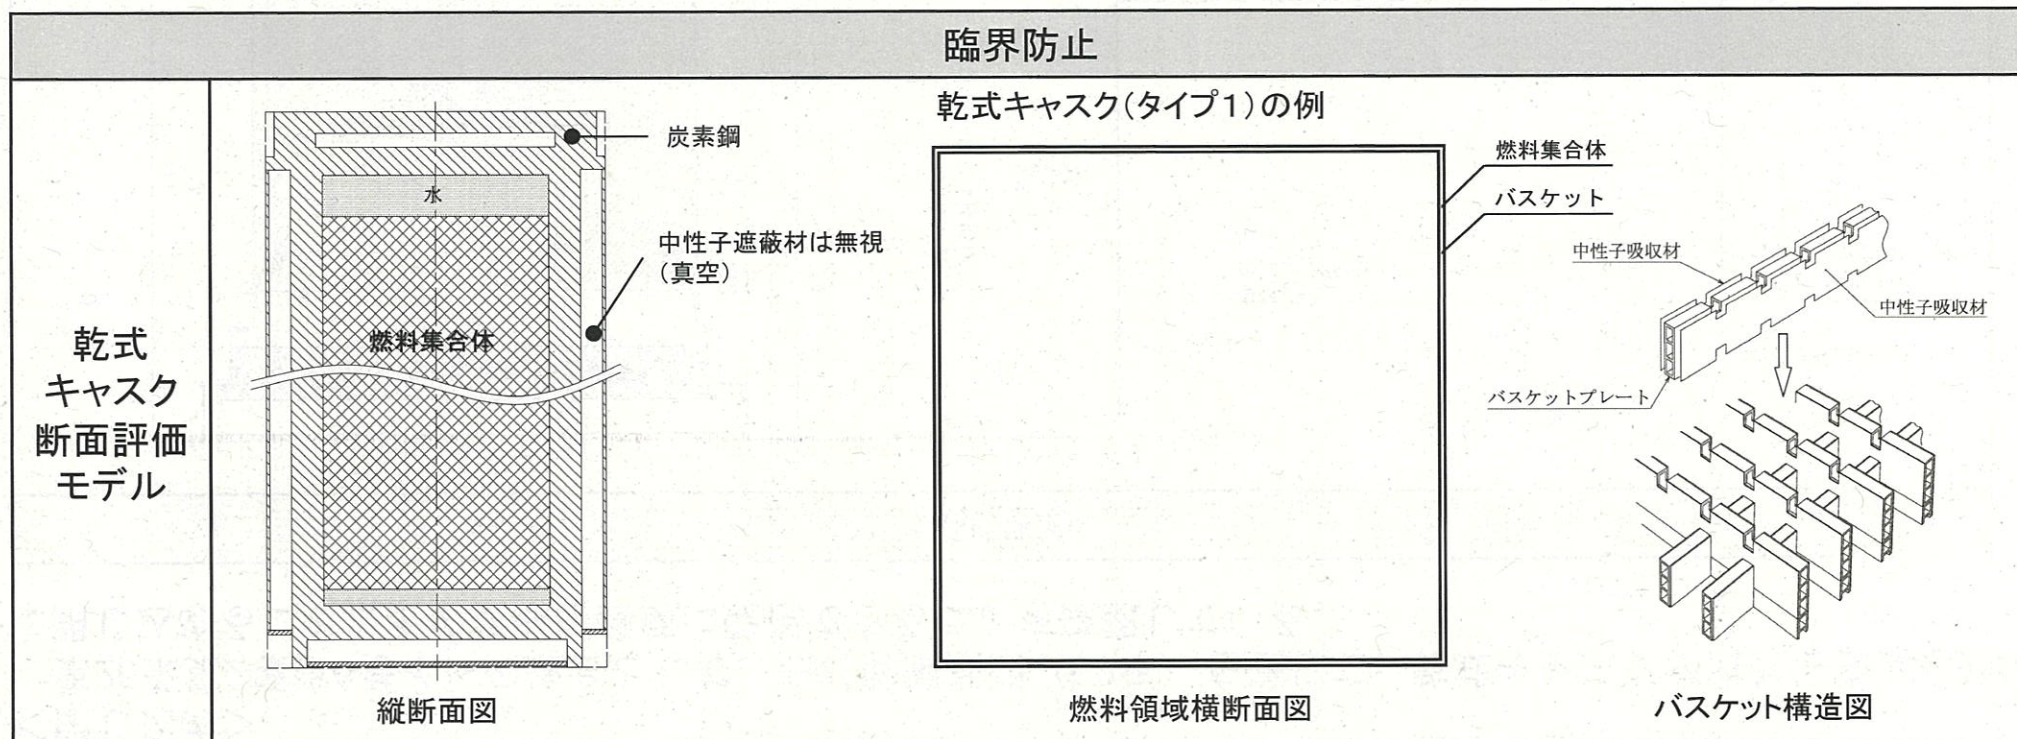 臨界防止
乾式
キャスク
断面評価
モデル
炭素鋼
水
中性子遮蔽材は無視
(真空)
燃料集合体
縦断面図
乾式キャスク(タイプ1)の例
燃料集合体
バスケット
燃料領域横断面図
中性子吸収材
中性子吸収材
バスケットプレート
バスケット構造図